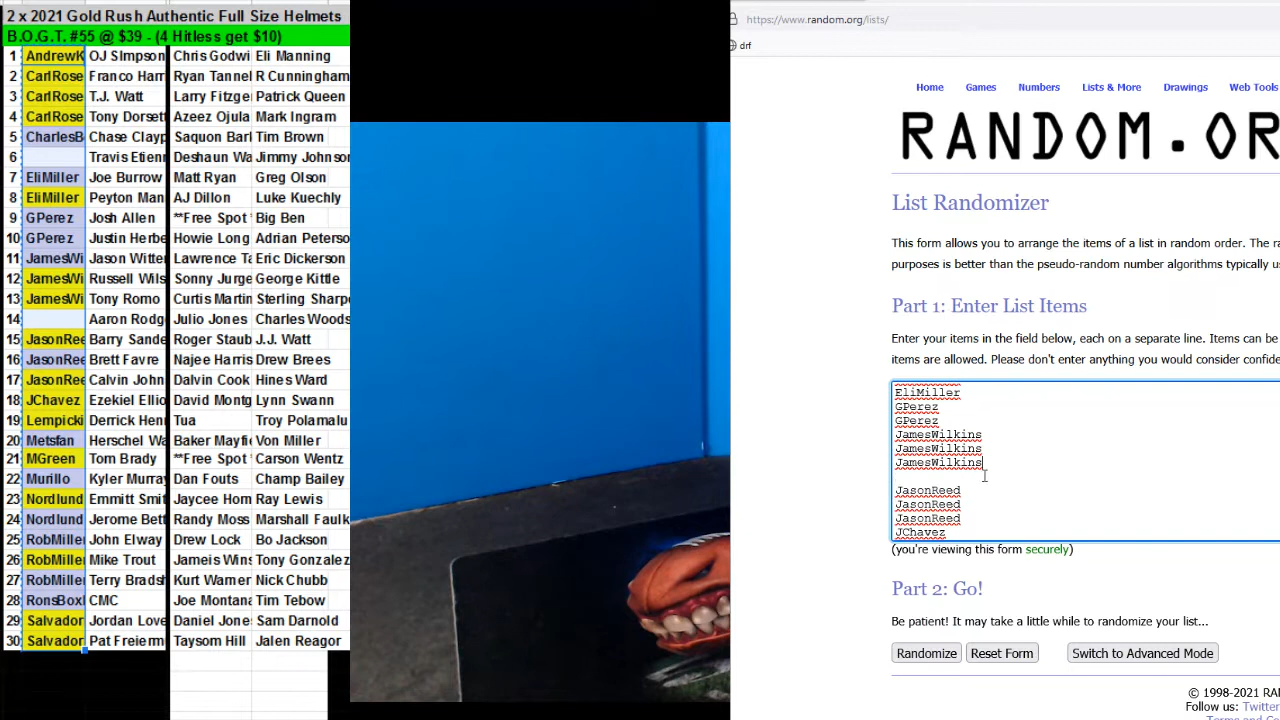 2 x 2021 Gold Rush Authentic Full Size Helmets
B.O.G.T. #55 @ $39 - (4 Hitless get $10)
1 AndrewK OJ SImpson Chris Godwi Eli Manning
2 CarlRose Franco Harr Ryan Tannel R Cunningham
3 CarlRose T.J. Watt Larry Fitzge Patrick Queen
4 CarlRose Tony Dorsett Azeez Ojula Mark Ingram
5 CharlesB Chase Clayp Saquon Bar Tim Brown
6 Travis Etienn Deshaun Wa Jimmy Johnson
7 EliMiller Joe Burrow Matt Ryan Greg Olson
8 EliMiller Peyton Man AJ Dillon Luke Kuechly
9 GPerez Josh Allen **Free Spot * Big Ben
10 GPerez Justin Herbe Howie Long Adrian Peterso
11 JamesWi Jason Witten Lawrence Ta Eric Dickerson
12 JamesWi Russell Wils Sonny Jurge George Kittle
13 JamesWi Tony Romo Curtis Martin Sterling Sharpe
14 Aaron Rodg Julio Jones Charles Woods
15 JasonRee Barry Sande Roger Staub J.J. Watt
16 JasonRee Brett Favre Najee Harris Drew Brees
17 JasonRee Calvin John Dalvin Cook Hines Ward
18 JChavez Ezekiel Ellio David Montg Lynn Swann
19 Lempicki Derrick Henr Tua Troy Polamalu
20 Metsfan Herschel Wa Baker Mayfie Von Miller
21 MGreen Tom Brady **Free Spot * Carson Wentz
22 Murillo Kyler Murray Dan Fouts Champ Bailey
23 Nordlund Emmitt Smit Jaycee Horn Ray Lewis
24 Nordlund Jerome Bett Randy Moss Marshall Faulk
25 RobMiller John Elway Drew Lock Bo Jackson
26 RobMiller Mike Trout Jameis Wins Tony Gonzalez
27 RobMiller Terry Bradsh Kurt Warner Nick Chubb
28 RonsBox CMC Joe Montana Tim Tebow
29 Salvador Jordan Love Daniel Jones Sam Darnold
30 Salvador Pat Freierm Taysom Hill Jalen Reagor
https://www.random.org/lists/
drf
Home Games Numbers Lists & More Drawings Web Tools
RANDOM.OR
List Randomizer
This form allows you to arrange the items of a list in random order. The ra
purposes is better than the pseudo-random number algorithms typically us
Part 1: Enter List Items
Enter your items in the field below, each on a separate line. Items can be
items are allowed. Please don't enter anything you would consider confide
EliMiller
GPerez
GPerez
JamesWilkins
JamesWilkins
JamesWilkins
JasonReed
JasonReed
JasonReed
JChavez
(you're viewing this form securely)
Part 2: Go!
Be patient! It may take a little while to randomize your list...
Randomize Reset Form Switch to Advanced Mode
© 1998-2021 RA
Follow us: Twitter
Terms and Co